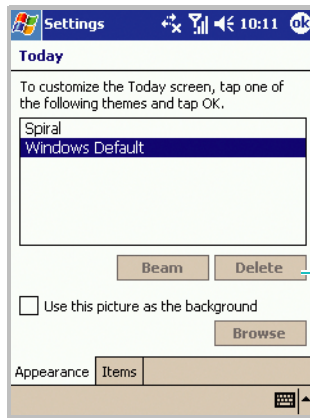 Settings 10:11 ok
Today
To customize the Today screen, tap one of
the following themes and tap OK.
Spiral
Windows Default
Beam Delete
Use this picture as the background
Browse
Appearance Items